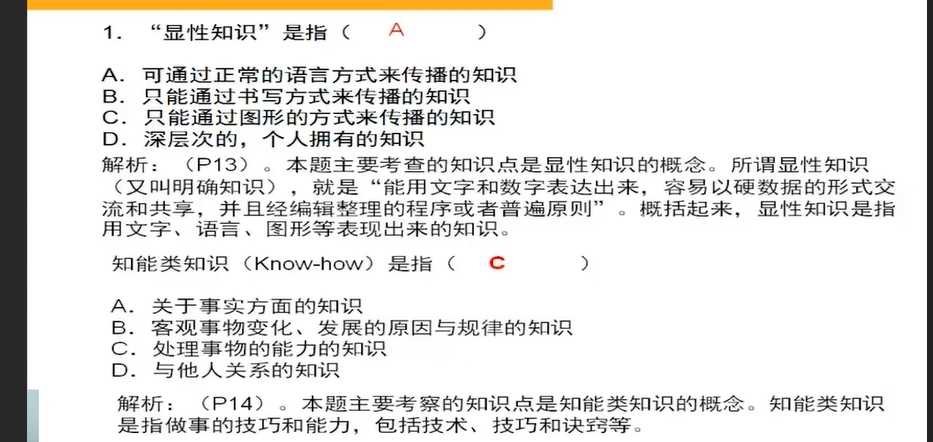 1. “显性知识”是指（ A ）
A．可通过正常的语言方式来传播的知识
B．只能通过书写方式来传播的知识
C．只能通过图形的方式来传播的知识
D．深层次的，个人拥有的知识
解析：（P13）。本题主要考查的知识点是显性知识的概念。所谓显性知识
（又叫明确知识），就是“能用文字和数字表达出来，容易以硬数据的形式交
流和共享，并且经编辑整理的程序或者普遍原则”。概括起来，显性知识是指
用文字、语言、图形等表现出来的知识。
知能类知识（Know-how）是指（ C ）
A．关于事实方面的知识
B．客观事物变化、发展的原因与规律的知识
C．处理事物的能力的知识
D．与他人关系的知识
解析：（P14）。本题主要考察的知识点是知能类知识的概念。知能类知识
是指做事的技巧和能力，包括技术、技巧和诀窍等。